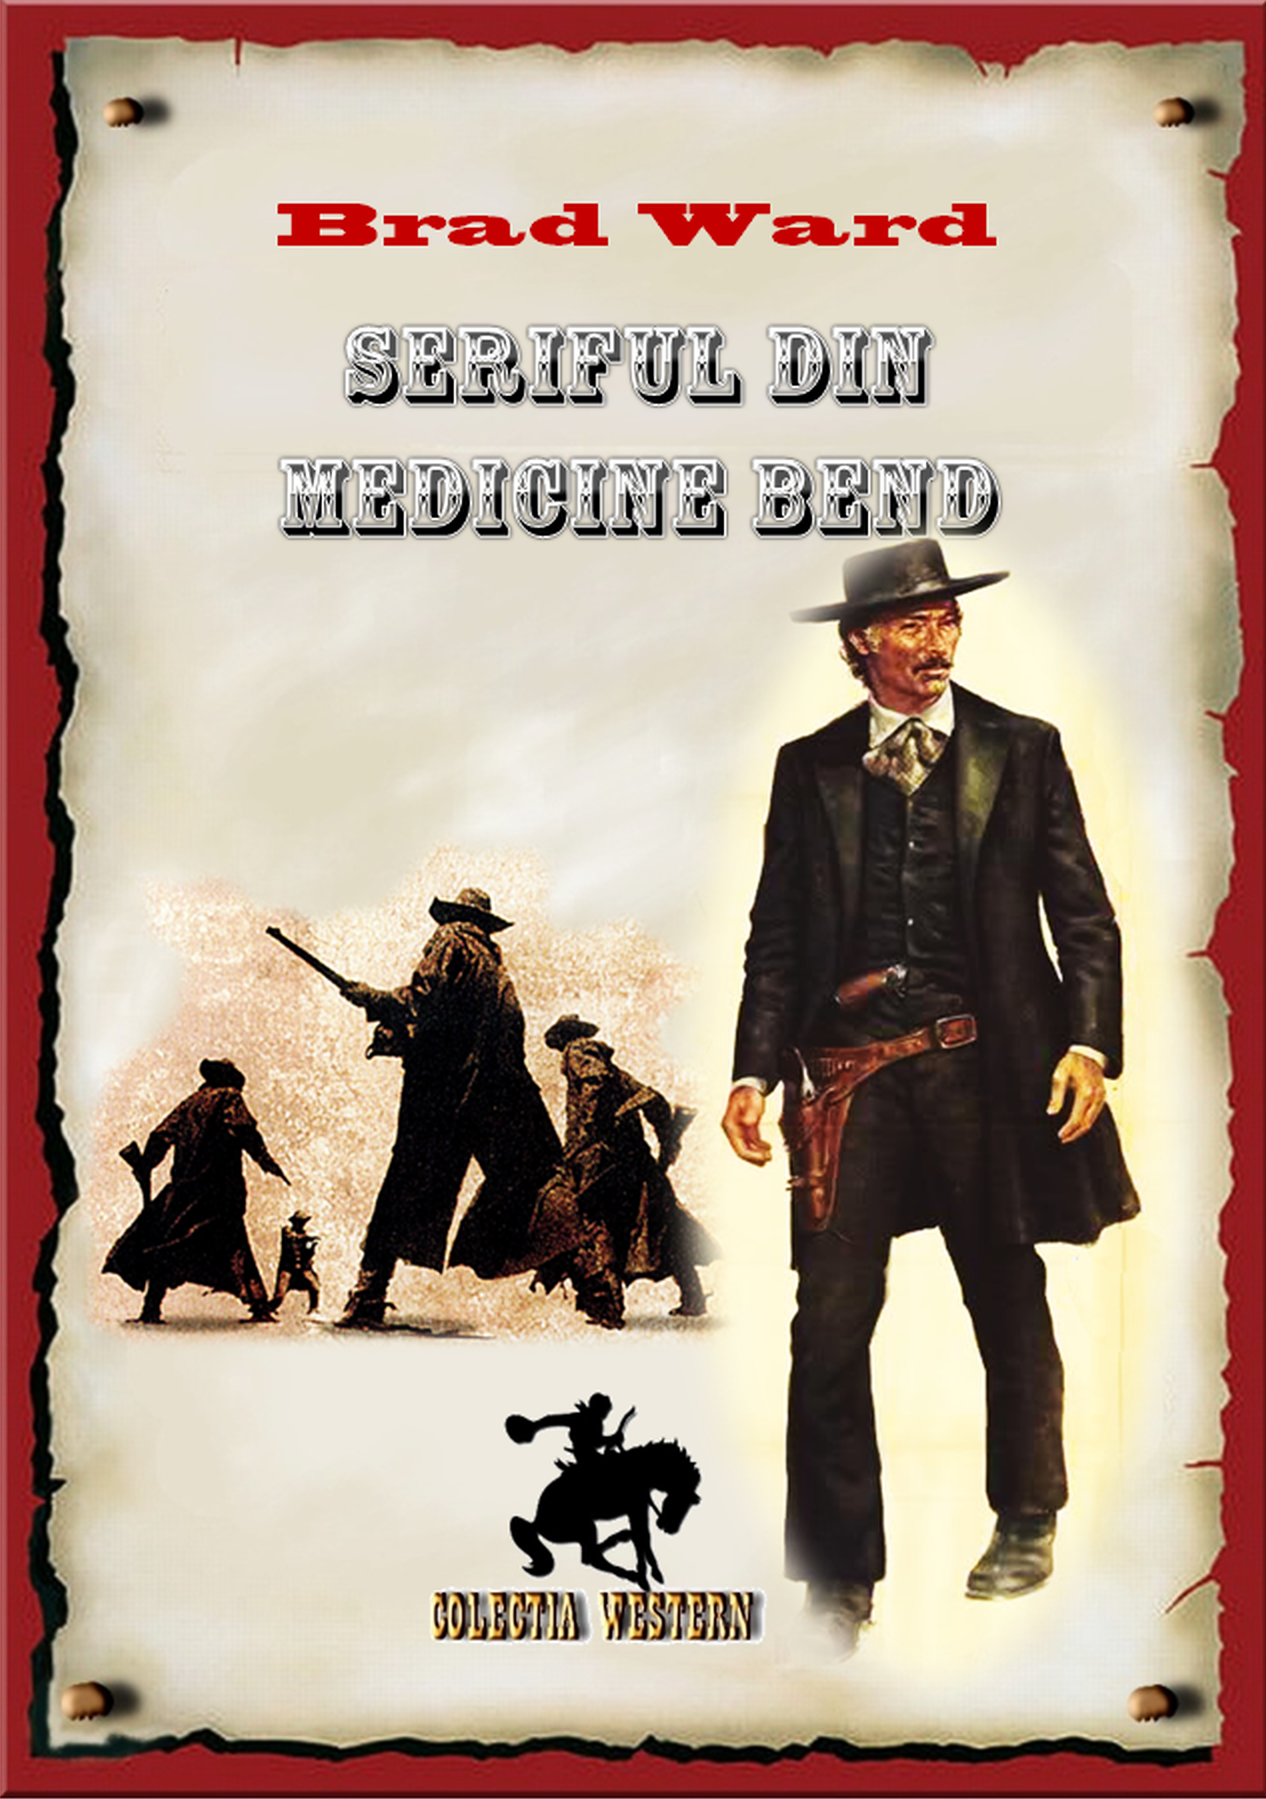 Brad Ward
SERIFUL DIN
MEDICINE BEND
COLECTIA WESTERN